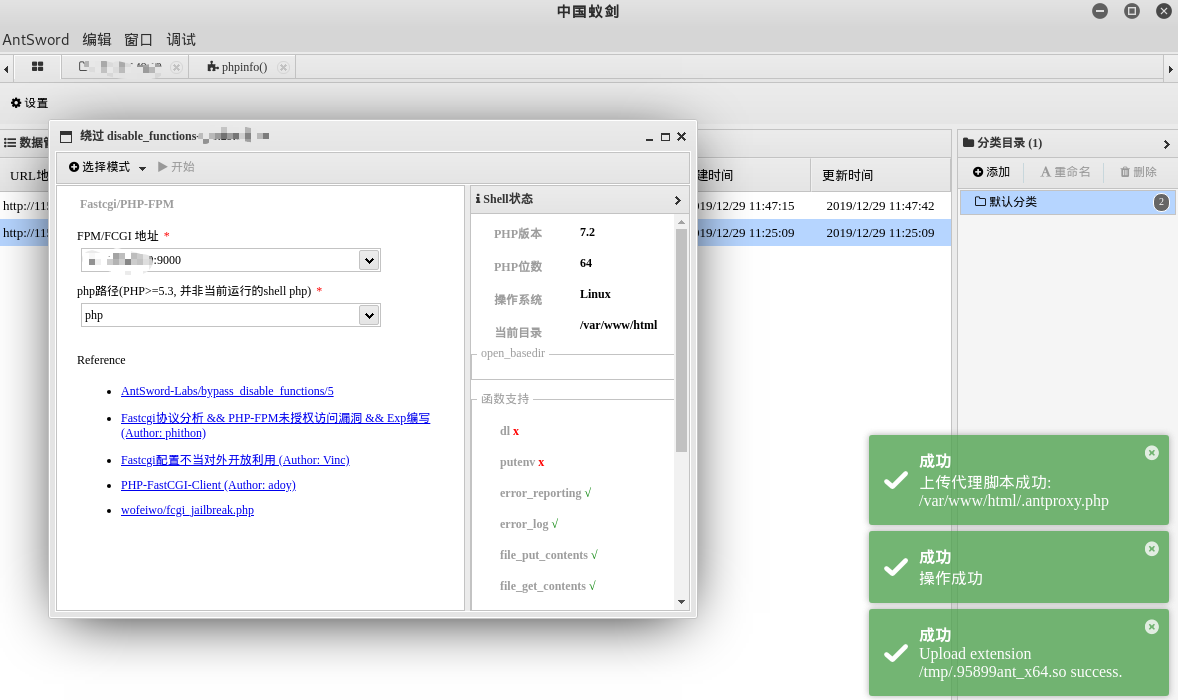 中国蚁剑
AntSword 编辑 窗口 调试
phpinfo()
设置
数据管
URL地
http://11
http://11
建时间 更新时间
19/12/29 11:47:15 2019/12/29 11:47:42
19/12/29 11:25:09 2019/12/29 11:25:09
分类目录 (1)
添加 重命名 删除
默认分类 2
绕过 disable_functions-
选择模式 开始
Fastcgi/PHP-FPM
FPM/FCGI 地址 *
:9000
php路径(PHP>=5.3, 并非当前运行的shell php) *
php
Reference
AntSword-Labs/bypass_disable_functions/5
Fastcgi协议分析 && PHP-FPM未授权访问漏洞 && Exp编写
(Author: phithon)
Fastcgi配置不当对外开放利用 (Author: Vinc)
PHP-FastCGI-Client (Author: adoy)
wofeiwo/fcgi_jailbreak.php
Shell状态
PHP版本 7.2
PHP位数 64
操作系统 Linux
当前目录 /var/www/html
open_basedir
函数支持
dl x
putenv x
error_reporting √
error_log √
file_put_contents √
file_get_contents √
成功
上传代理脚本成功:
/var/www/html/.antproxy.php
成功
操作成功
成功
Upload extension
/tmp/.95899ant_x64.so success.